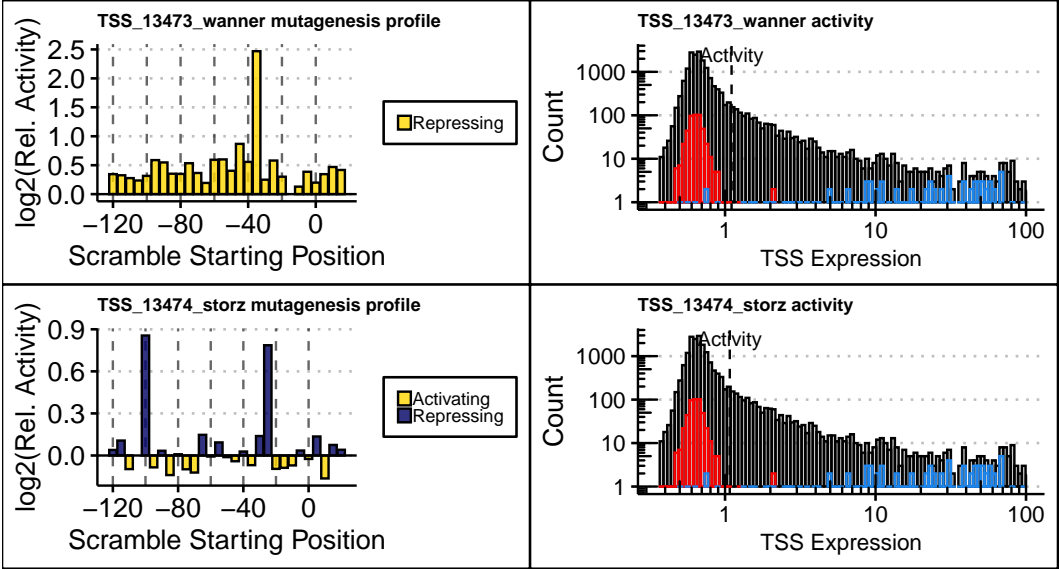 TSS_13473_wanner mutagenesis profile
log2(Rel. Activity)
2.5
2.0
1.5
1.0
0.5
0.0
−120 −80 −40 0
Scramble Starting Position
Repressing
TSS_13473_wanner activity
Activity
Count
1000
100
10
1
1 10 100
TSS Expression
TSS_13474_storz mutagenesis profile
log2(Rel. Activity)
0.9
0.6
0.3
0.0
−120 −80 −40 0
Scramble Starting Position
Activating
Repressing
TSS_13474_storz activity
Activity
Count
1000
100
10
1
1 10 100
TSS Expression